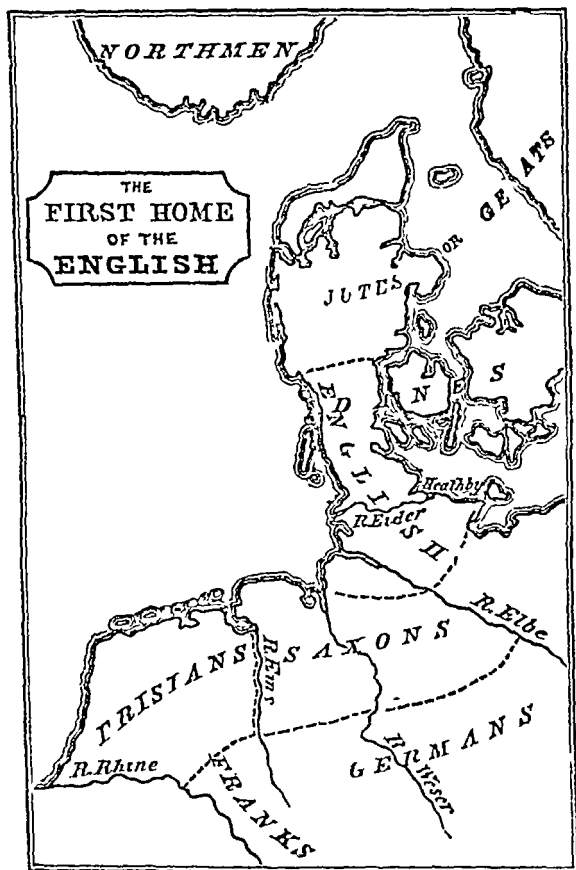 NORTHMEN
THE
FIRST HOME
OF THE
ENGLISH
GEATS
OR
JUTES
D N E S
ENGLISH
Heathby
R.Eider
R.Elbe
SAXONS
FRISIANS
R.Ems
R.Rhine
GERMANS
R.Weser
FRANKS